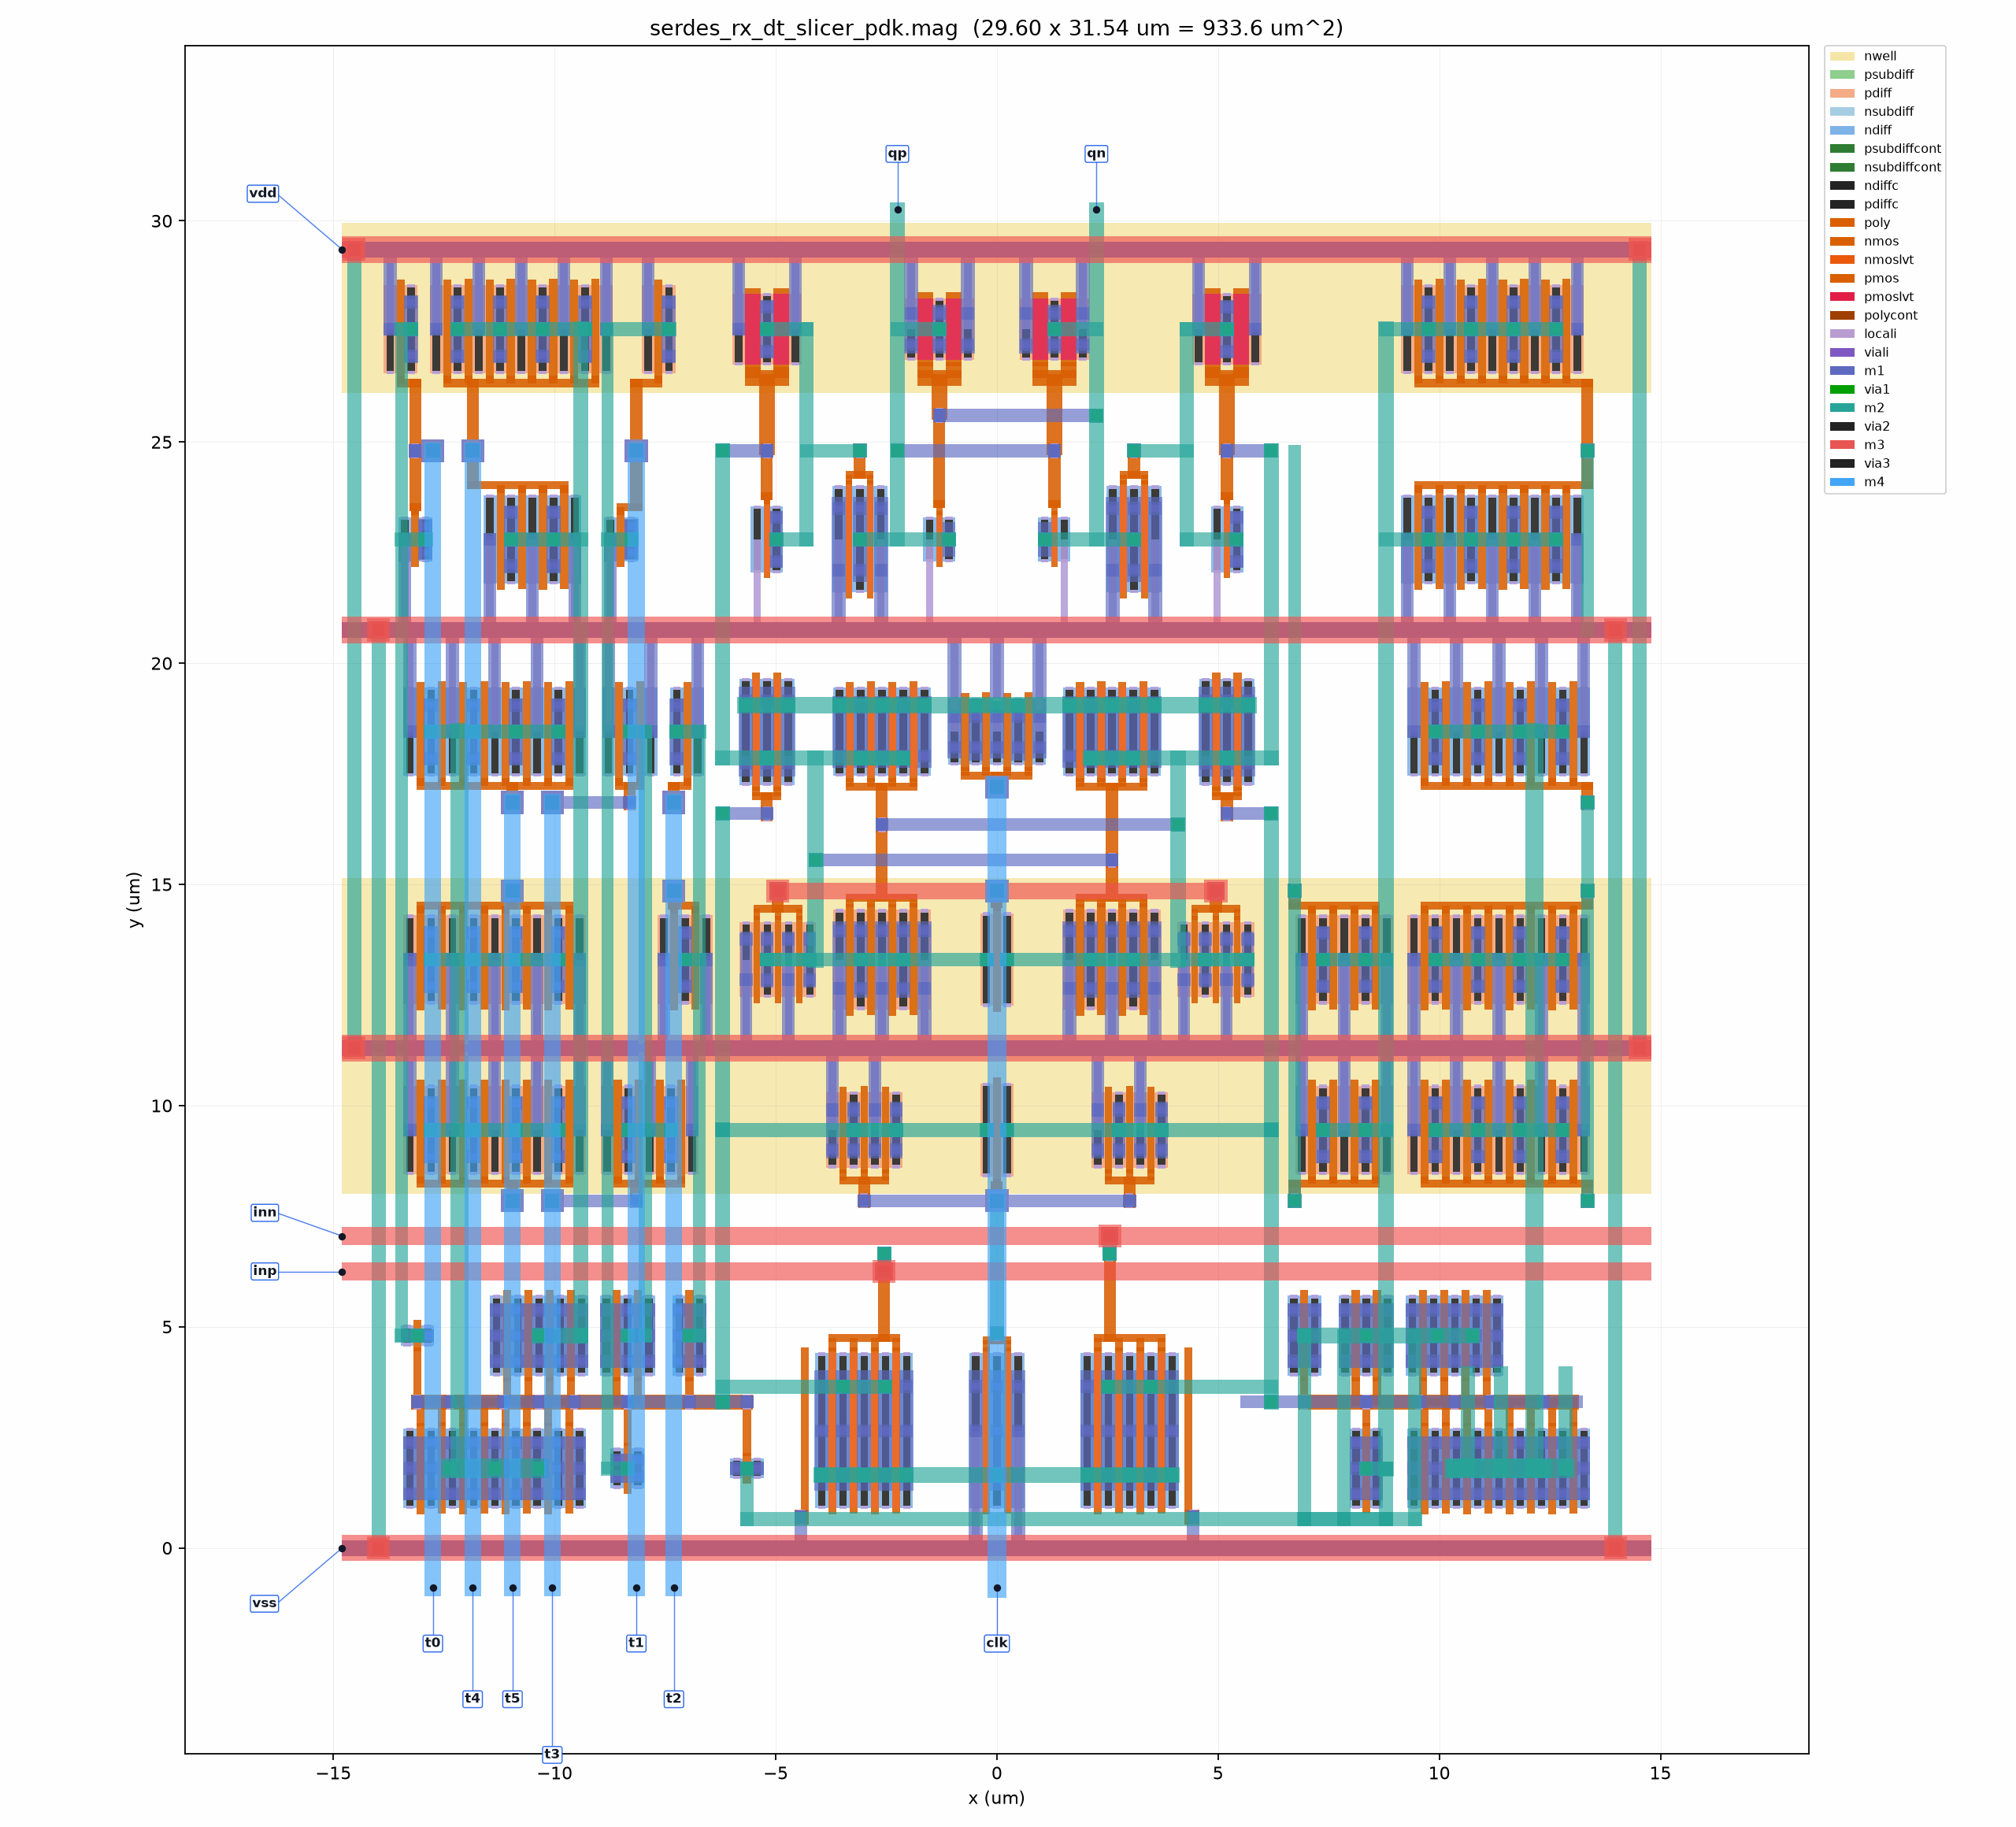 serdes_rx_dt_slicer_pdk.mag (29.60 x 31.54 um = 933.6 um^2)
nwell
psubdiff
pdiff
nsubdiff
ndiff
psubdiffcont
nsubdiffcont
ndiffc
pdiffc
poly
nmos
nmoslvt
pmos
pmoslvt
polycont
locali
viali
m1
via1
m2
via2
m3
via3
m4
qp
qn
vdd
inn
inp
vss
t0
t1
clk
t4
t5
t2
t3
30
25
20
15
10
5
0
y (um)
−15
−10
−5
0
5
10
15
x (um)